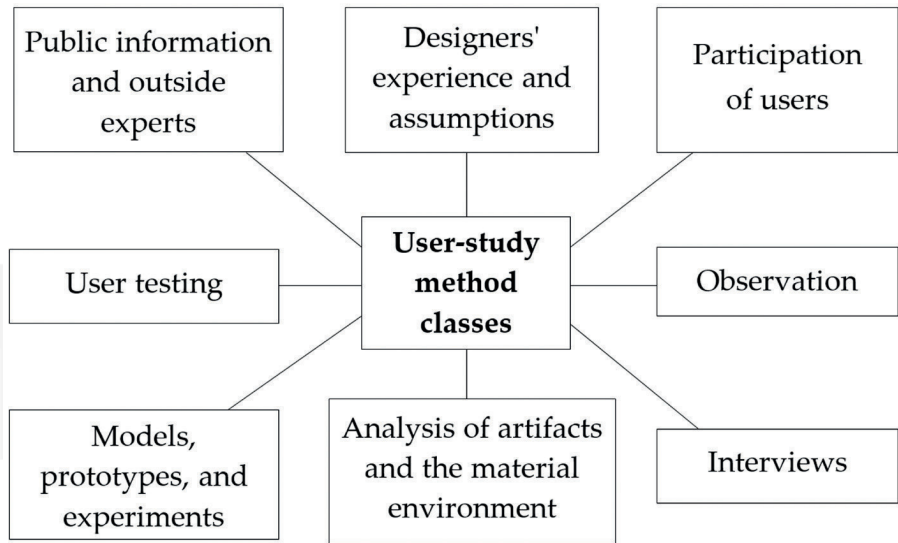 Public information
and outside
experts
Designers'
experience and
assumptions
Participation
of users
User testing
User-study
method
classes
Observation
Models,
prototypes, and
experiments
Analysis of artifacts
and the material
environment
Interviews